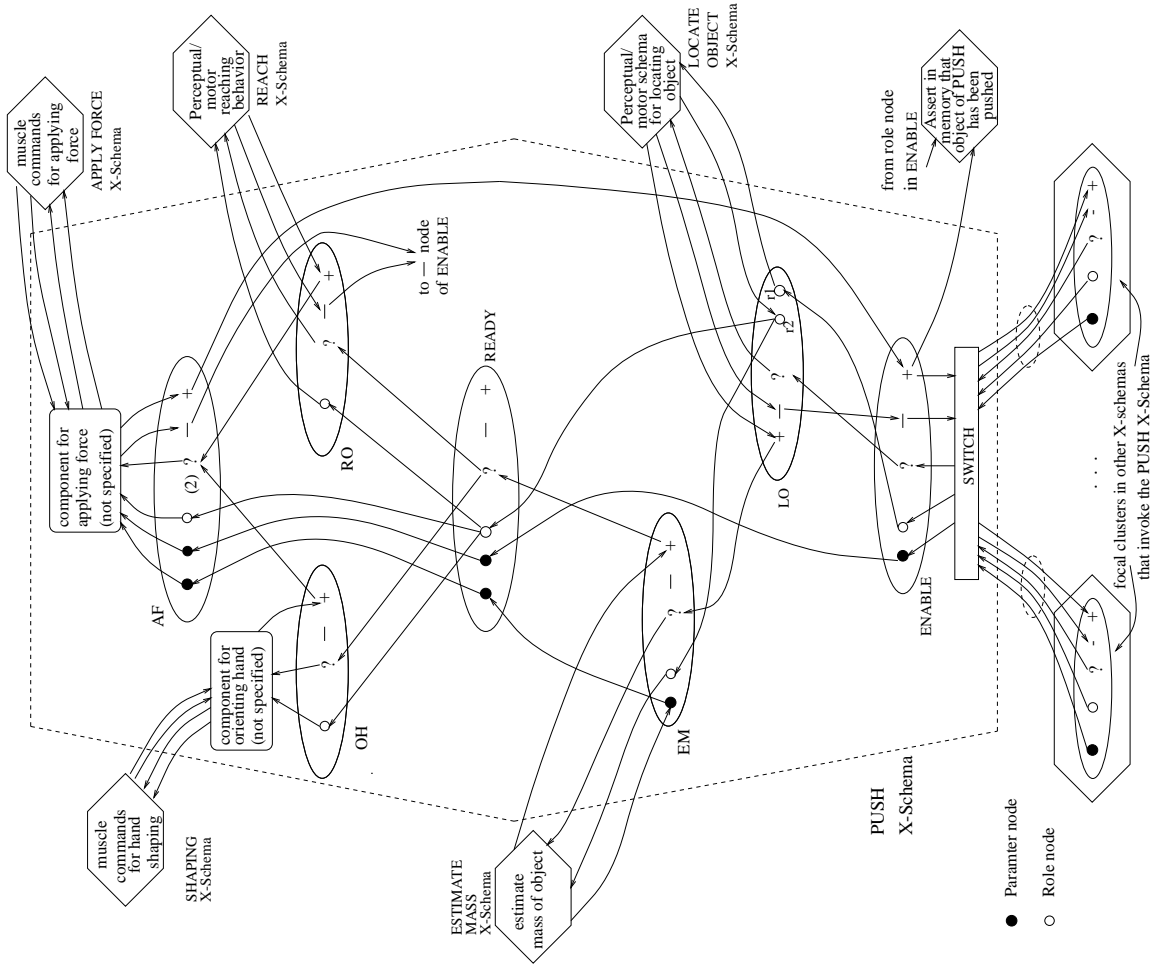 muscle
commands
for applying
force
APPLY FORCE
X-Schema
Perceptual/
motor
reaching
behavior
REACH
X-Schema
component for
applying force
(not specified)
(2) ? — +
AF
? — +
RO
to — node
of ENABLE
muscle
commands
for hand
shaping
SHAPING
X-Schema
component for
orienting hand
(not specified)
? — +
OH
? — +
READY
Perceptual/
motor schema
for locating
object
LOCATE
OBJECT
X-Schema
+ — ? r2 r1
LO
ESTIMATE
MASS
X-Schema
estimate
mass of object
? — +
EM
from role node
in ENABLE
Assert in
memory that
object of PUSH
has been
pushed
? — +
ENABLE
SWITCH
PUSH
X-Schema
? - +
? - +
. . .
focal clusters in other X-schemas
that invoke the PUSH X-Schema
Paramter node
Role node